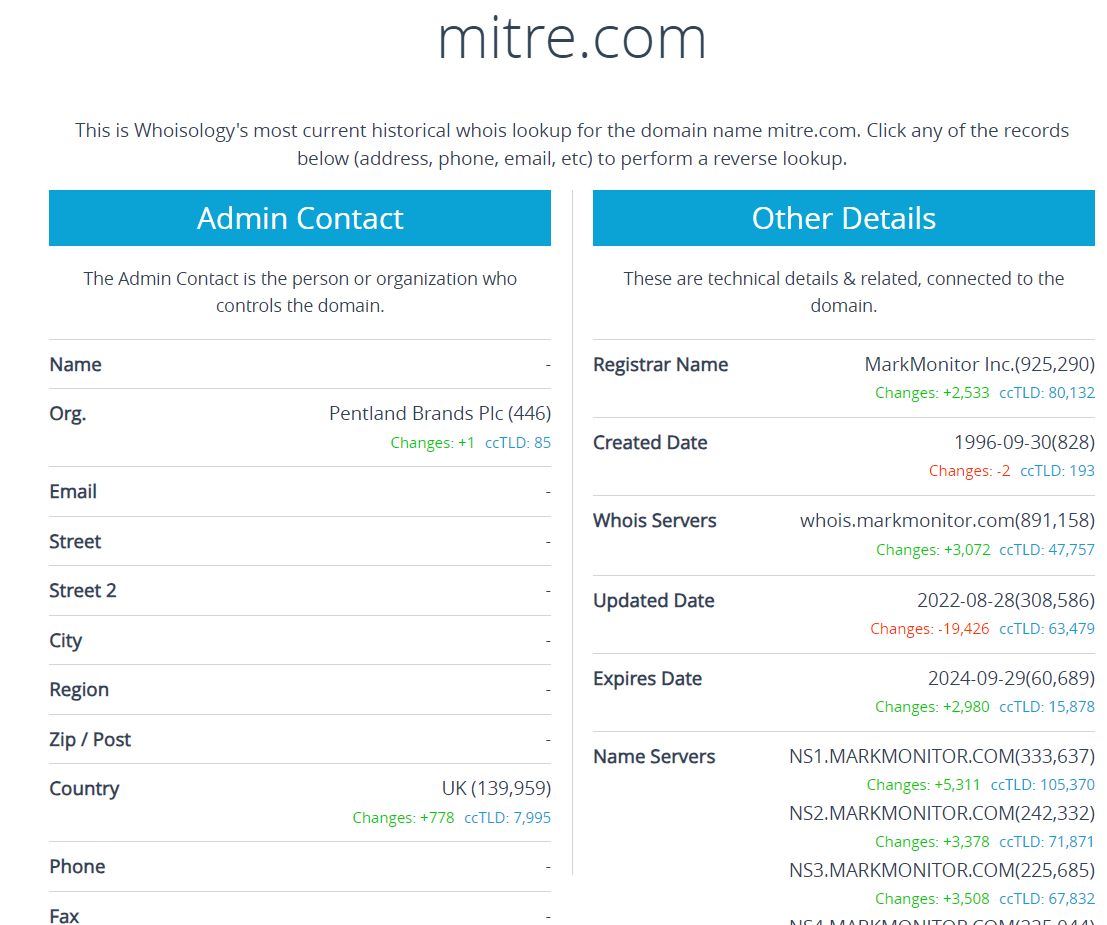 mitre.com
This is Whoisology's most current historical whois lookup for the domain name mitre.com. Click any of the records
below (address, phone, email, etc) to perform a reverse lookup.
Admin Contact
The Admin Contact is the person or organization who
controls the domain.
Name -
Org. Pentland Brands Plc (446)
Changes: +1 ccTLD: 85
Email -
Street -
Street 2 -
City -
Region -
Zip / Post -
Country UK (139,959)
Changes: +778 ccTLD: 7,995
Phone -
Fax -
Other Details
These are technical details & related, connected to the
domain.
Registrar Name MarkMonitor Inc.(925,290)
Changes: +2,533 ccTLD: 80,132
Created Date 1996-09-30(828)
Changes: -2 ccTLD: 193
Whois Servers whois.markmonitor.com(891,158)
Changes: +3,072 ccTLD: 47,757
Updated Date 2022-08-28(308,586)
Changes: -19,426 ccTLD: 63,479
Expires Date 2024-09-29(60,689)
Changes: +2,980 ccTLD: 15,878
Name Servers NS1.MARKMONITOR.COM(333,637)
Changes: +5,311 ccTLD: 105,370
NS2.MARKMONITOR.COM(242,332)
Changes: +3,378 ccTLD: 71,871
NS3.MARKMONITOR.COM(225,685)
Changes: +3,508 ccTLD: 67,832